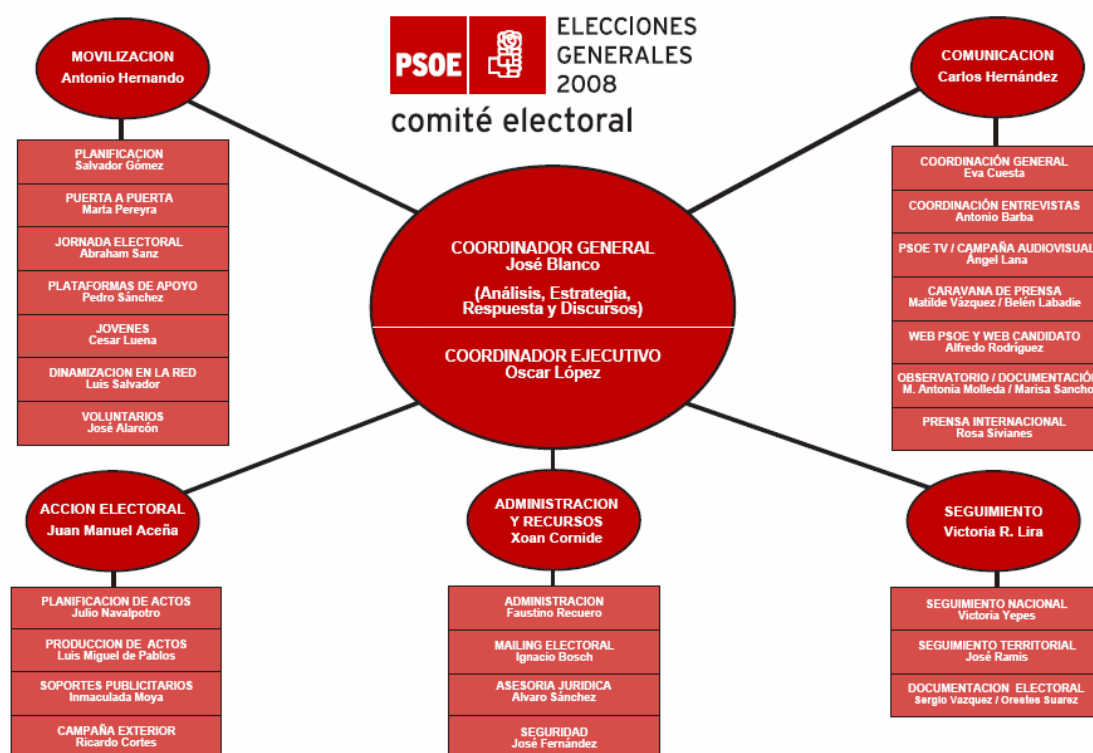 PSOE
ELECCIONES
GENERALES
2008
comité electoral
MOVILIZACION
Antonio Hernando
PLANIFICACION
Salvador Gómez
PUERTA A PUERTA
Marta Pereyra
JORNADA ELECTORAL
Abraham Sanz
PLATAFORMAS DE APOYO
Pedro Sánchez
JOVENES
Cesar Luena
DINAMIZACION EN LA RED
Luis Salvador
VOLUNTARIOS
José Alarcón
COORDINADOR GENERAL
José Blanco
(Análisis, Estrategia,
Respuesta y Discursos)
COORDINADOR EJECUTIVO
Oscar López
COMUNICACION
Carlos Hernández
COORDINACIÓN GENERAL
Eva Cuesta
COORDINACIÓN ENTREVISTAS
Antonio Barba
PSOE TV / CAMPAÑA AUDIOVISUAL
Ángel Lana
CARAVANA DE PRENSA
Matilde Vázquez / Belén Labadie
WEB PSOE Y WEB CANDIDATO
Alfredo Rodríguez
OBSERVATORIO / DOCUMENTACIÓN
M. Antonia Molleda / Marisa Sancho
PRENSA INTERNACIONAL
Rosa Sivianes
ACCION ELECTORAL
Juan Manuel Aceña
PLANIFICACION DE ACTOS
Julio Navalpotro
PRODUCCION DE ACTOS
Luis Miguel de Pablos
SOPORTES PUBLICITARIOS
Inmaculada Moya
CAMPAÑA EXTERIOR
Ricardo Cortes
ADMINISTRACION
Y RECURSOS
Xoan Cornide
ADMINISTRACION
Faustino Recuero
MAILING ELECTORAL
Ignacio Bosch
ASESORIA JURIDICA
Alvaro Sánchez
SEGURIDAD
José Fernández
SEGUIMIENTO
Victoria R. Lira
SEGUIMIENTO NACIONAL
Victoria Yepes
SEGUIMIENTO TERRITORIAL
José Ramis
DOCUMENTACION ELECTORAL
Sergio Vazquez / Orestes Suarez